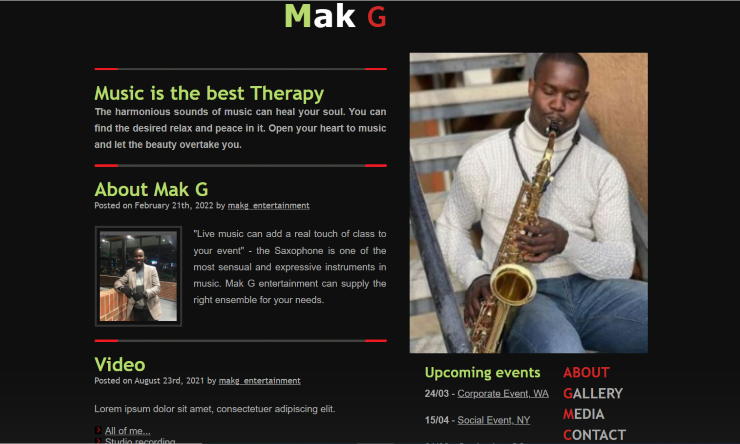 Mak G
Music is the best Therapy
The harmonious sounds of music can heal your soul. You can
find the desired relax and peace in it. Open your heart to music
and let the beauty overtake you.
About Mak G
Posted on February 21th, 2022 by makg_entertainment
"Live music can add a real touch of class to
your event" - the Saxophone is one of the
most sensual and expressive instruments in
music. Mak G entertainment can supply the
right ensemble for your needs.
Video
Posted on August 23rd, 2021 by makg_entertainment
Lorem ipsum dolor sit amet, consectetuer adipiscing elit.
All of me...
Studio recording
Upcoming events
24/03 - Corporate Event, WA
15/04 - Social Event, NY
ABOUT
GALLERY
MEDIA
CONTACT